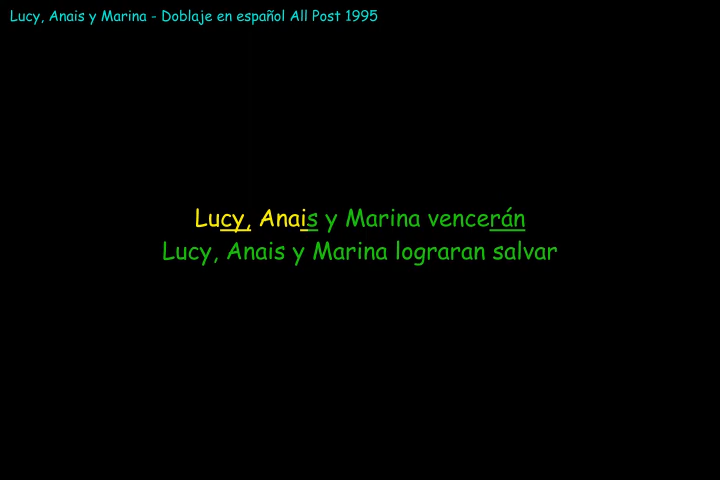 Lucy, Anais y Marina - Doblaje en español All Post 1995
Lucy, Anais y Marina vencerán
Lucy, Anais y Marina lograran salvar